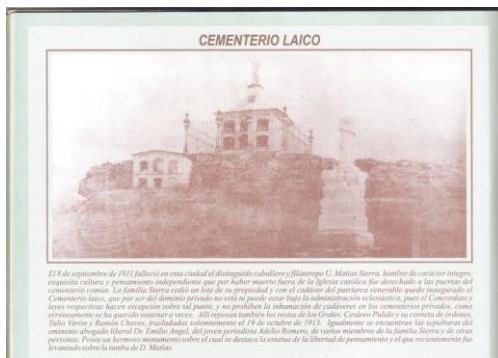 CEMENTERIO LAICO
El 8 de septiembre de 1911 falleció en esta ciudad el distinguido caballero y filántropo U. Matías Sierra, hombre de carácter íntegro,
exquisita cultura y pensamiento independiente que por haber muerto fuera de la Iglesia católica fue desechado a las puertas del
cementerio común. La familia Sierra cedió un lote de su propiedad y con el cadáver del patriarca venerable quedo inaugurado el
Cementerio laico, que por ser del dominio privado no está ni puede estar bajo la administración eclesiástica, pues el Concordato y
leyes respectivas hacen excepción sobre tal punto, y no prohíben la inhumación de cadáveres en los cementerios privados, como
erróneamente se ha querido sostener a veces. Allí reposan también los restos de los Grales. Cesáreo Pulido y su corneta de órdenes,
Tulio Varón y Ramón Chaves, trasladados solemnemente el 19 de octubre de 1913. Igualmente se encuentran las sepulturas del
eminente abogado liberal Dr. Emilio Angel, del joven periodista Adelio Romero, de varios miembros de la familia Sierra y de otras
personas. Posee un hermoso monumento sobre el cual se destaca la estatua de la libertad de pensamiento y el que recientemente fue
levantado sobre la tumba de D. Matías.